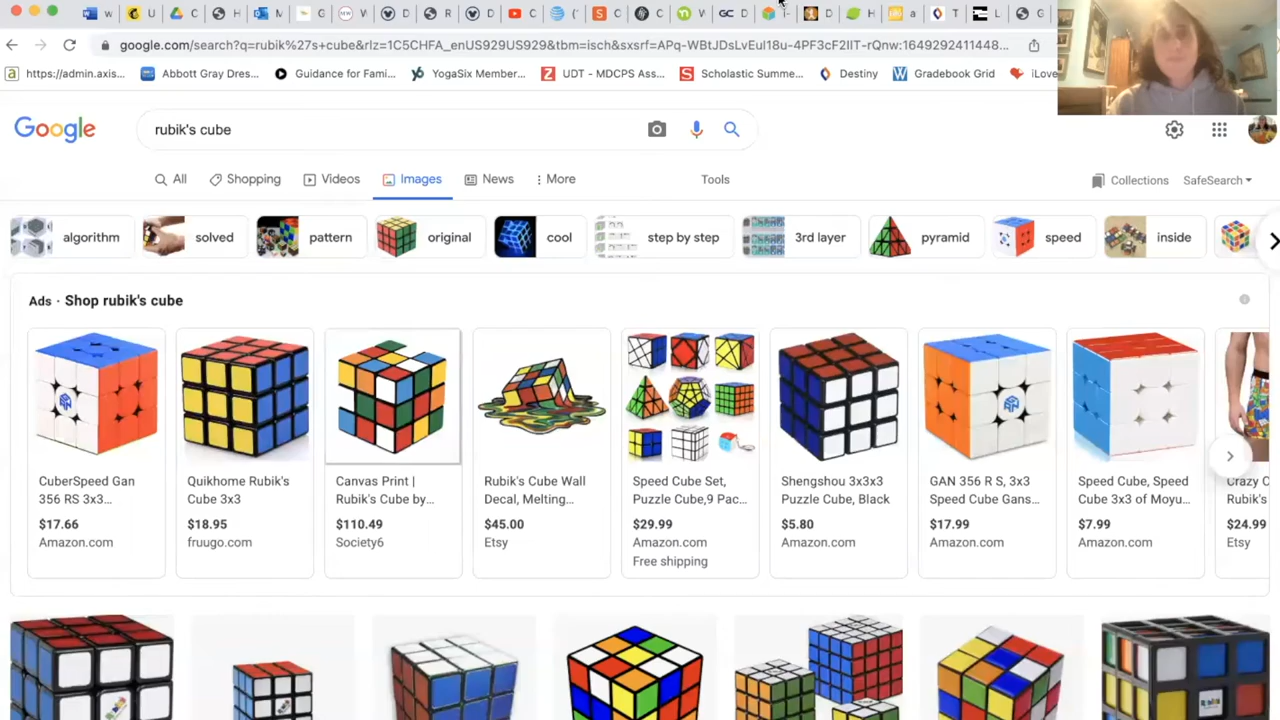 w U C H M G NEW C D R D C (' S C C N W GC D D H a T L G
google.com/search?q=rubik%27s+cube&rlz=1C5CHFA_enUS929US929&tbm=isch&sxsrf=APq-WBtJDsLvEul18u-4PF3cF2IIT-rQnw:1649292411448...
https://admin.axis... Abbott Gray Dres... Guidance for Fami... YogaSix Member... UDT - MDCPS Ass... Scholastic Summe... Destiny Gradebook Grid iLove
Google rubik's cube
All Shopping Videos Images News More Tools Collections SafeSearch
algorithm solved pattern original cool step by step 3rd layer pyramid speed inside
Ads · Shop rubik's cube
CuberSpeed Gan
356 RS 3x3...
$17.66
Amazon.com
Quikhome Rubik's
Cube 3x3
$18.95
fruugo.com
Canvas Print |
Rubik's Cube by...
$110.49
Society6
Rubik's Cube Wall
Decal, Melting...
$45.00
Etsy
Speed Cube Set,
Puzzle Cube,9 Pac...
$29.99
Amazon.com
Free shipping
Shengshou 3x3x3
Puzzle Cube, Black
$5.80
Amazon.com
GAN 356 R S, 3x3
Speed Cube Gans...
$17.99
Amazon.com
Speed Cube, Speed
Cube 3x3 of Moyu...
$7.99
Amazon.com
Crazy C
Rubik's
$24.99
Etsy